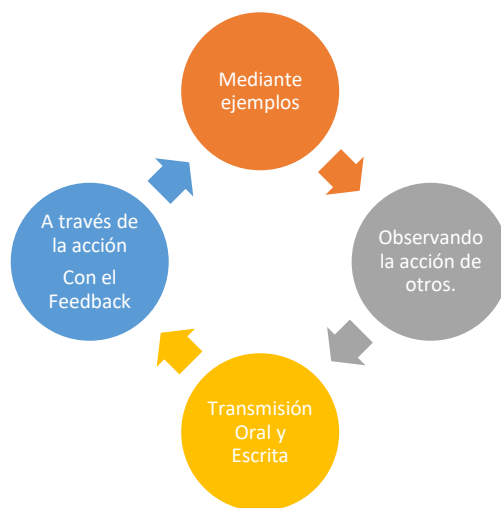 Mediante
ejemplos
Observando
la acción de
otros.
Transmisión
Oral y
Escrita
A través de
la acción
Con el
Feedback